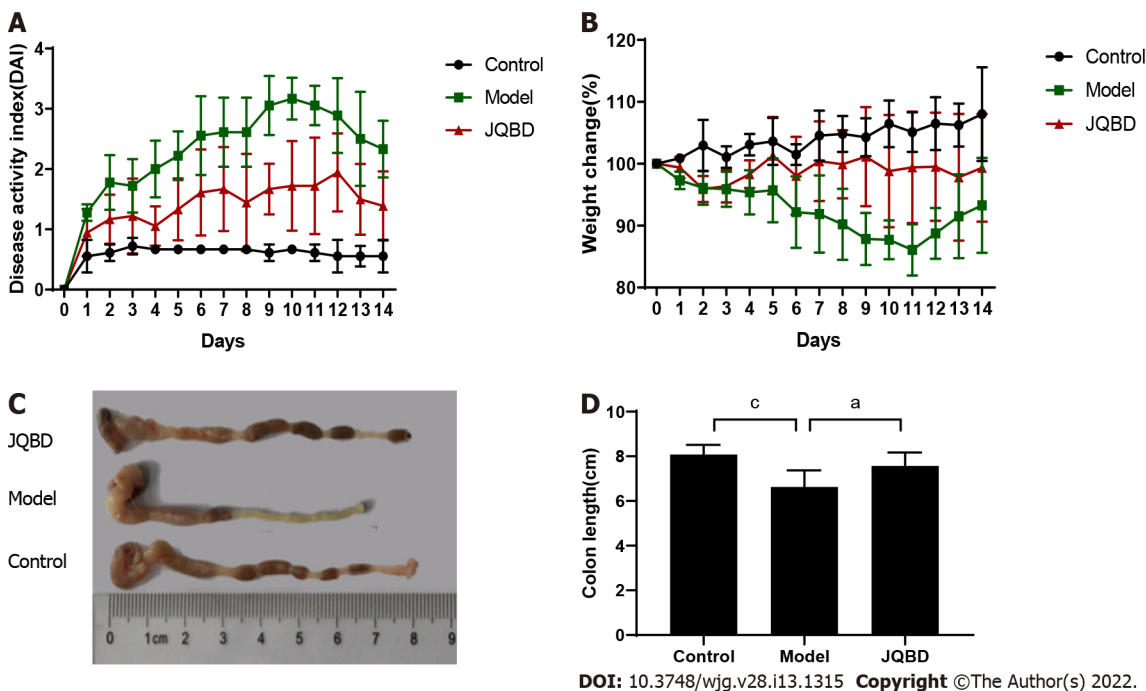 A
Disease activity index(DAI)
4
3
2
1
0
0 1 2 3 4 5 6 7 8 9 10 11 12 13 14
Days
Control
Model
JQBD
B
Weight change(%)
120
110
100
90
80
0 1 2 3 4 5 6 7 8 9 10 11 12 13 14
Days
Control
Model
JQBD
C
JQBD
Model
Control
0 1cm 2 3 4 5 6 7 8 9
D
Colon length(cm)
10
8
6
4
2
0
c a
Control Model JQBD
DOI: 10.3748/wjg.v28.i13.1315 Copyright ©The Author(s) 2022.